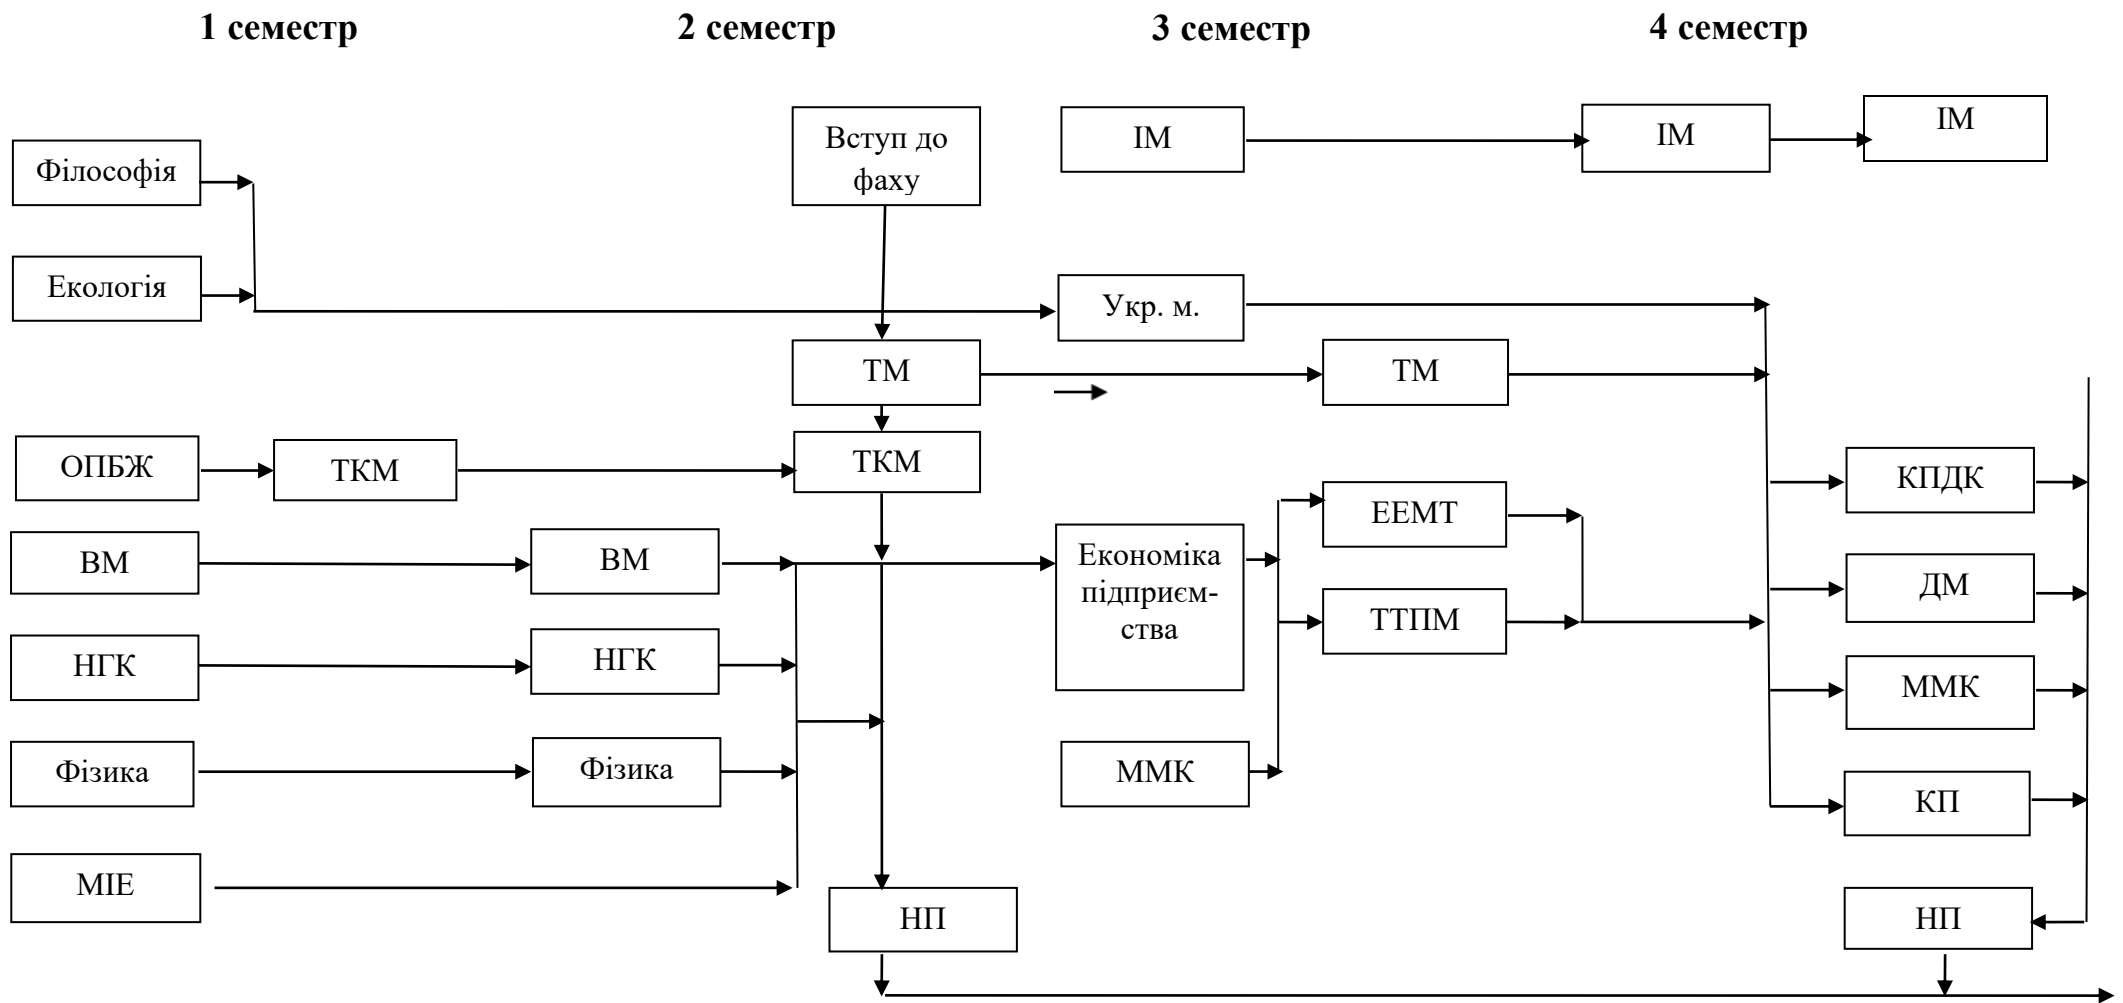 1 семестр
2 семестр
3 семестр
4 семестр
Філософія
Екологія
ОПБЖ
ТКМ
ВМ
НГК
Фізика
МІЕ
ВМ
НГК
Фізика
Вступ до
фаху
ТМ
ТКМ
НП
ІМ
Укр. м.
Економіка
підприєм-
ства
ММК
ТМ
ЕЕМТ
ТТПМ
ІМ
ІМ
КПДК
ДМ
ММК
КП
НП